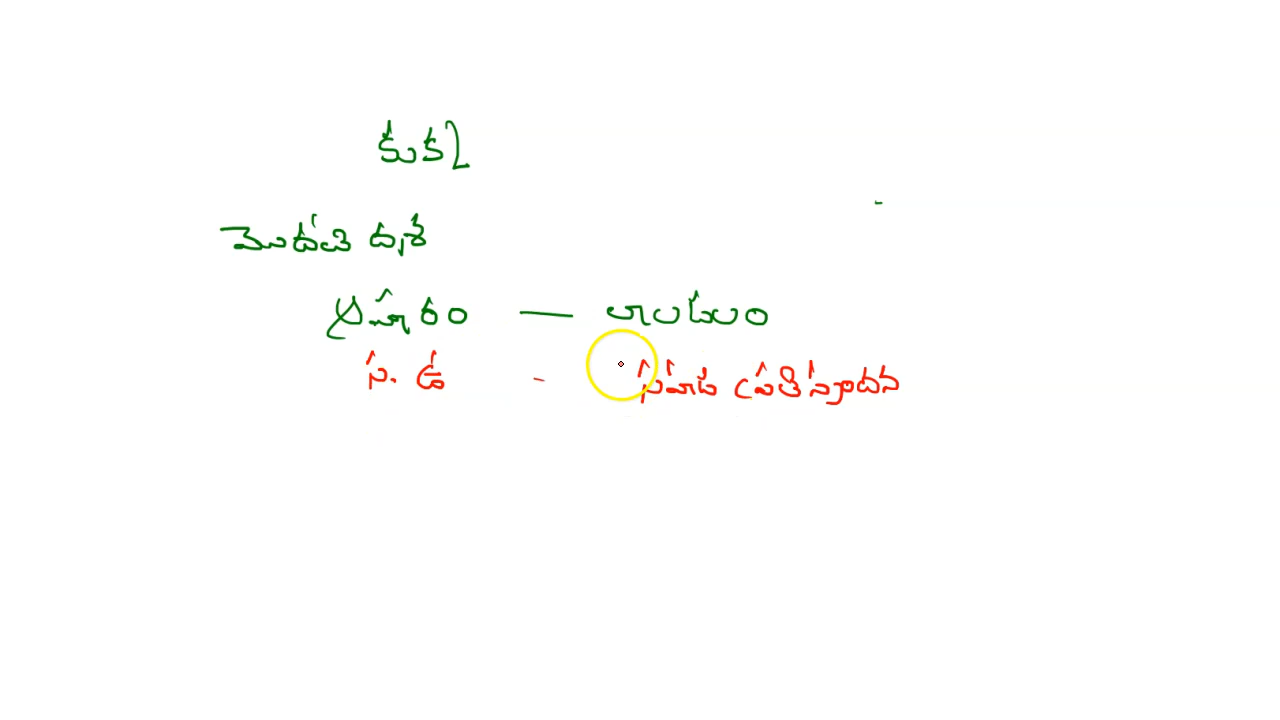 కుక్క
మొదటి దశ
ఆహారం — లాలాజలం
స. ఉ - సహజ ప్రతిస్పందన